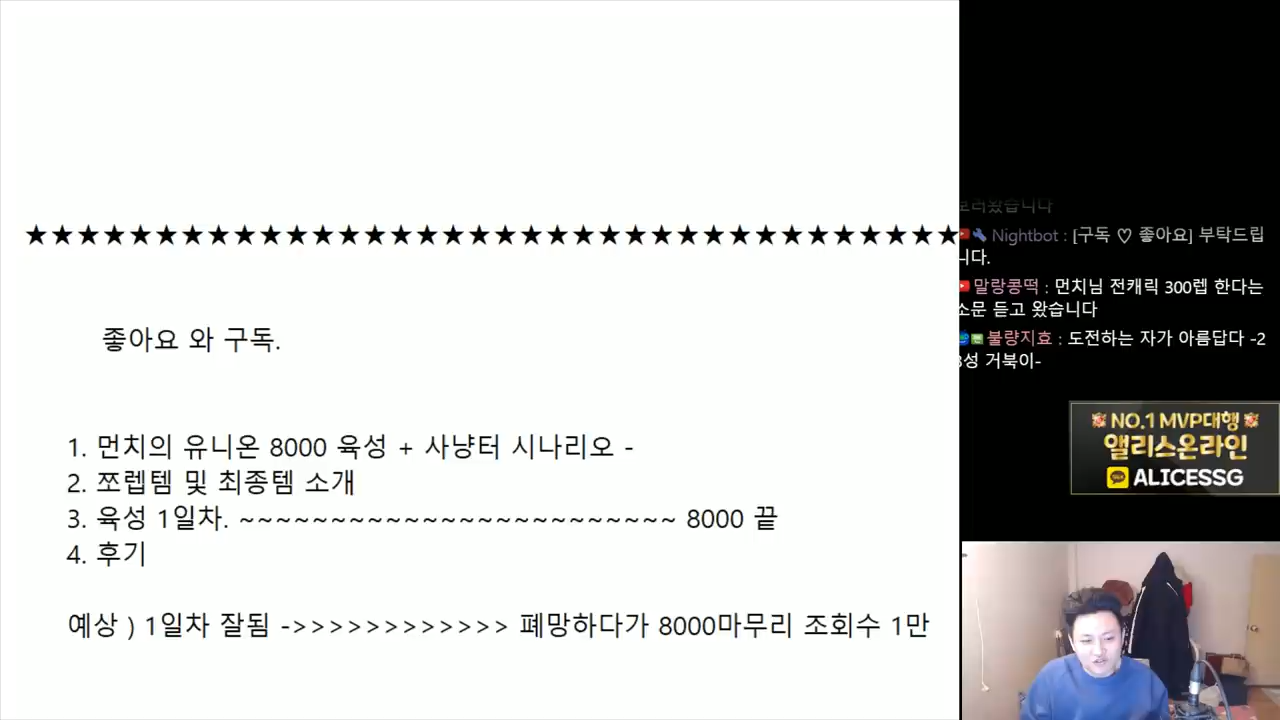 ★★★★★★★★★★★★★★★★★★★★★★★★★★★★★★★★★★★★
좋아요 와 구독.
1. 먼치의 유니온 8000 육성 + 사냥터 시나리오 -
2. 쪼렙템 및 최종템 소개
3. 육성 1일차. ~~~~~~~~~~~~~~~~~~~~~~~~ 8000 끝
4. 후기
예상 ) 1일차 잘됨 ->>>>>>>>>>>>> 폐망하다가 8000마무리 조회수 1만
보러왔습니다
Nightbot : [구독 ♡ 좋아요] 부탁드립
니다.
말랑콩떡 : 먼치님 전캐릭 300렙 한다는
소문 듣고 왔습니다
불량지효 : 도전하는 자가 아름답다 -2
3성 거북이-
NO.1 MVP대행
앨리스온라인
ALICESSG